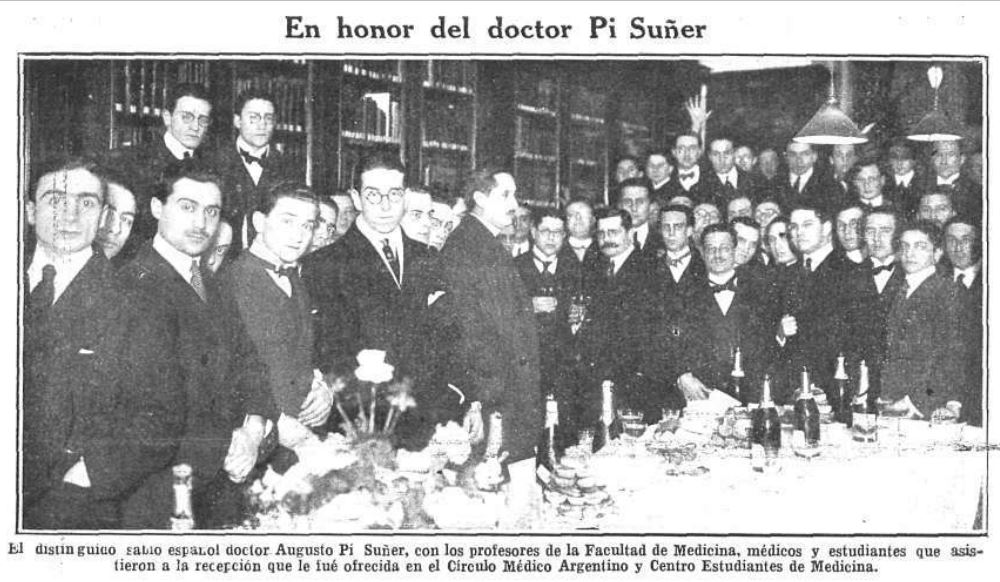 En honor del doctor Pi Suñer
El distinguido sabio español doctor Augusto Pi Suñer, con los profesores de la Facultad de Medicina, médicos y estudiantes que asis-
tieron a la recepción que le fué ofrecida en el Círculo Médico Argentino y Centro Estudiantes de Medicina.